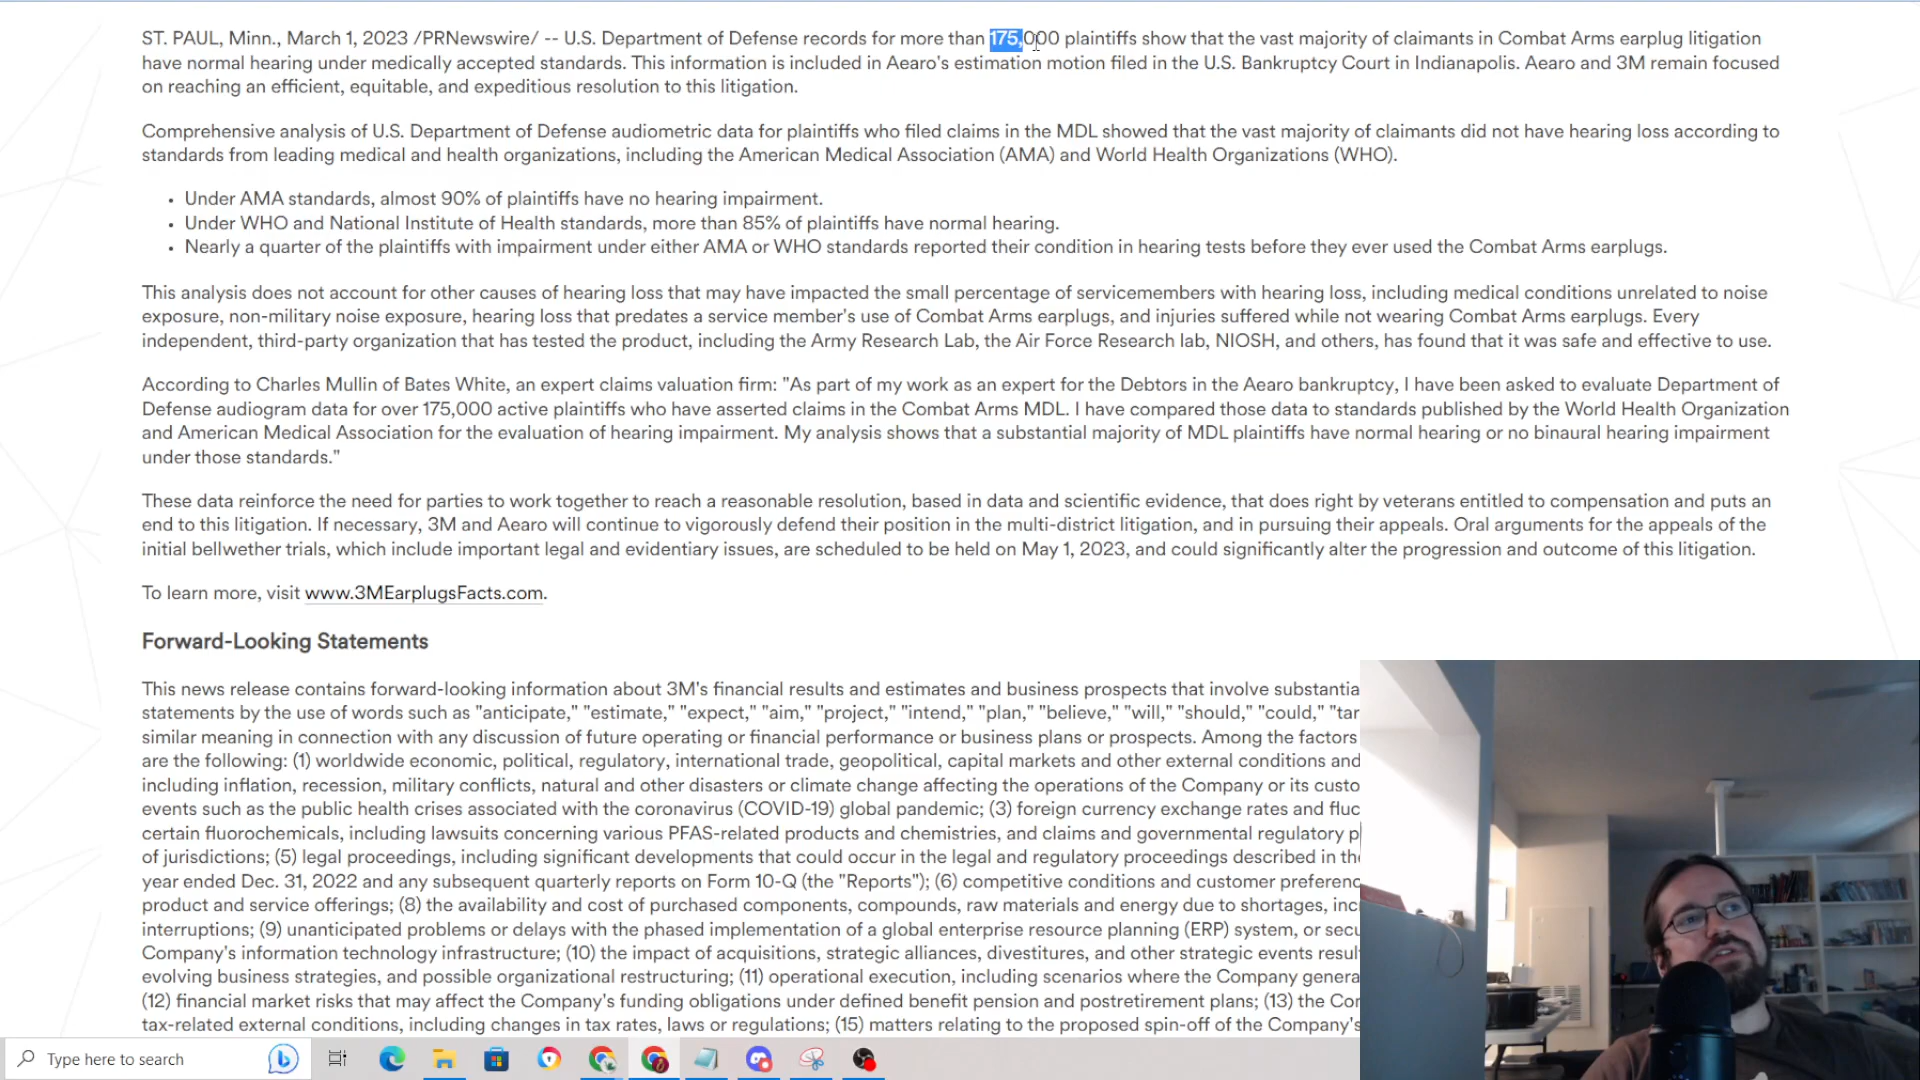 ST. PAUL, Minn., March 1, 2023 /PRNewswire/ -- U.S. Department of Defense records for more than 175,000 plaintiffs show that the vast majority of claimants in Combat Arms earplug litigation
have normal hearing under medically accepted standards. This information is included in Aearo's estimation motion filed in the U.S. Bankruptcy Court in Indianapolis. Aearo and 3M remain focused
on reaching an efficient, equitable, and expeditious resolution to this litigation.
Comprehensive analysis of U.S. Department of Defense audiometric data for plaintiffs who filed claims in the MDL showed that the vast majority of claimants did not have hearing loss according to
standards from leading medical and health organizations, including the American Medical Association (AMA) and World Health Organizations (WHO).
• Under AMA standards, almost 90% of plaintiffs have no hearing impairment.
• Under WHO and National Institute of Health standards, more than 85% of plaintiffs have normal hearing.
• Nearly a quarter of the plaintiffs with impairment under either AMA or WHO standards reported their condition in hearing tests before they ever used the Combat Arms earplugs.
This analysis does not account for other causes of hearing loss that may have impacted the small percentage of servicemembers with hearing loss, including medical conditions unrelated to noise
exposure, non-military noise exposure, hearing loss that predates a service member's use of Combat Arms earplugs, and injuries suffered while not wearing Combat Arms earplugs. Every
independent, third-party organization that has tested the product, including the Army Research Lab, the Air Force Research lab, NIOSH, and others, has found that it was safe and effective to use.
According to Charles Mullin of Bates White, an expert claims valuation firm: "As part of my work as an expert for the Debtors in the Aearo bankruptcy, I have been asked to evaluate Department of
Defense audiogram data for over 175,000 active plaintiffs who have asserted claims in the Combat Arms MDL. I have compared those data to standards published by the World Health Organization
and American Medical Association for the evaluation of hearing impairment. My analysis shows that a substantial majority of MDL plaintiffs have normal hearing or no binaural hearing impairment
under those standards."
These data reinforce the need for parties to work together to reach a reasonable resolution, based in data and scientific evidence, that does right by veterans entitled to compensation and puts an
end to this litigation. If necessary, 3M and Aearo will continue to vigorously defend their position in the multi-district litigation, and in pursuing their appeals. Oral arguments for the appeals of the
initial bellwether trials, which include important legal and evidentiary issues, are scheduled to be held on May 1, 2023, and could significantly alter the progression and outcome of this litigation.
To learn more, visit www.3MEarplugsFacts.com.
Forward-Looking Statements
This news release contains forward-looking information about 3M's financial results and estimates and business prospects that involve substantia
statements by the use of words such as "anticipate," "estimate," "expect," "aim," "project," "intend," "plan," "believe," "will," "should," "could," "tar
similar meaning in connection with any discussion of future operating or financial performance or business plans or prospects. Among the factors
are the following: (1) worldwide economic, political, regulatory, international trade, geopolitical, capital markets and other external conditions and
including inflation, recession, military conflicts, natural and other disasters or climate change affecting the operations of the Company or its custo
events such as the public health crises associated with the coronavirus (COVID-19) global pandemic; (3) foreign currency exchange rates and fluc
certain fluorochemicals, including lawsuits concerning various PFAS-related products and chemistries, and claims and governmental regulatory p
of jurisdictions; (5) legal proceedings, including significant developments that could occur in the legal and regulatory proceedings described in the
year ended Dec. 31, 2022 and any subsequent quarterly reports on Form 10-Q (the "Reports"); (6) competitive conditions and customer preferenc
product and service offerings; (8) the availability and cost of purchased components, compounds, raw materials and energy due to shortages, inc
interruptions; (9) unanticipated problems or delays with the phased implementation of a global enterprise resource planning (ERP) system, or secu
Company's information technology infrastructure; (10) the impact of acquisitions, strategic alliances, divestitures, and other strategic events resul
evolving business strategies, and possible organizational restructuring; (11) operational execution, including scenarios where the Company genera
(12) financial market risks that may affect the Company's funding obligations under defined benefit pension and postretirement plans; (13) the Cor
tax-related external conditions, including changes in tax rates, laws or regulations; (15) matters relating to the proposed spin-off of the Company's
Type here to search